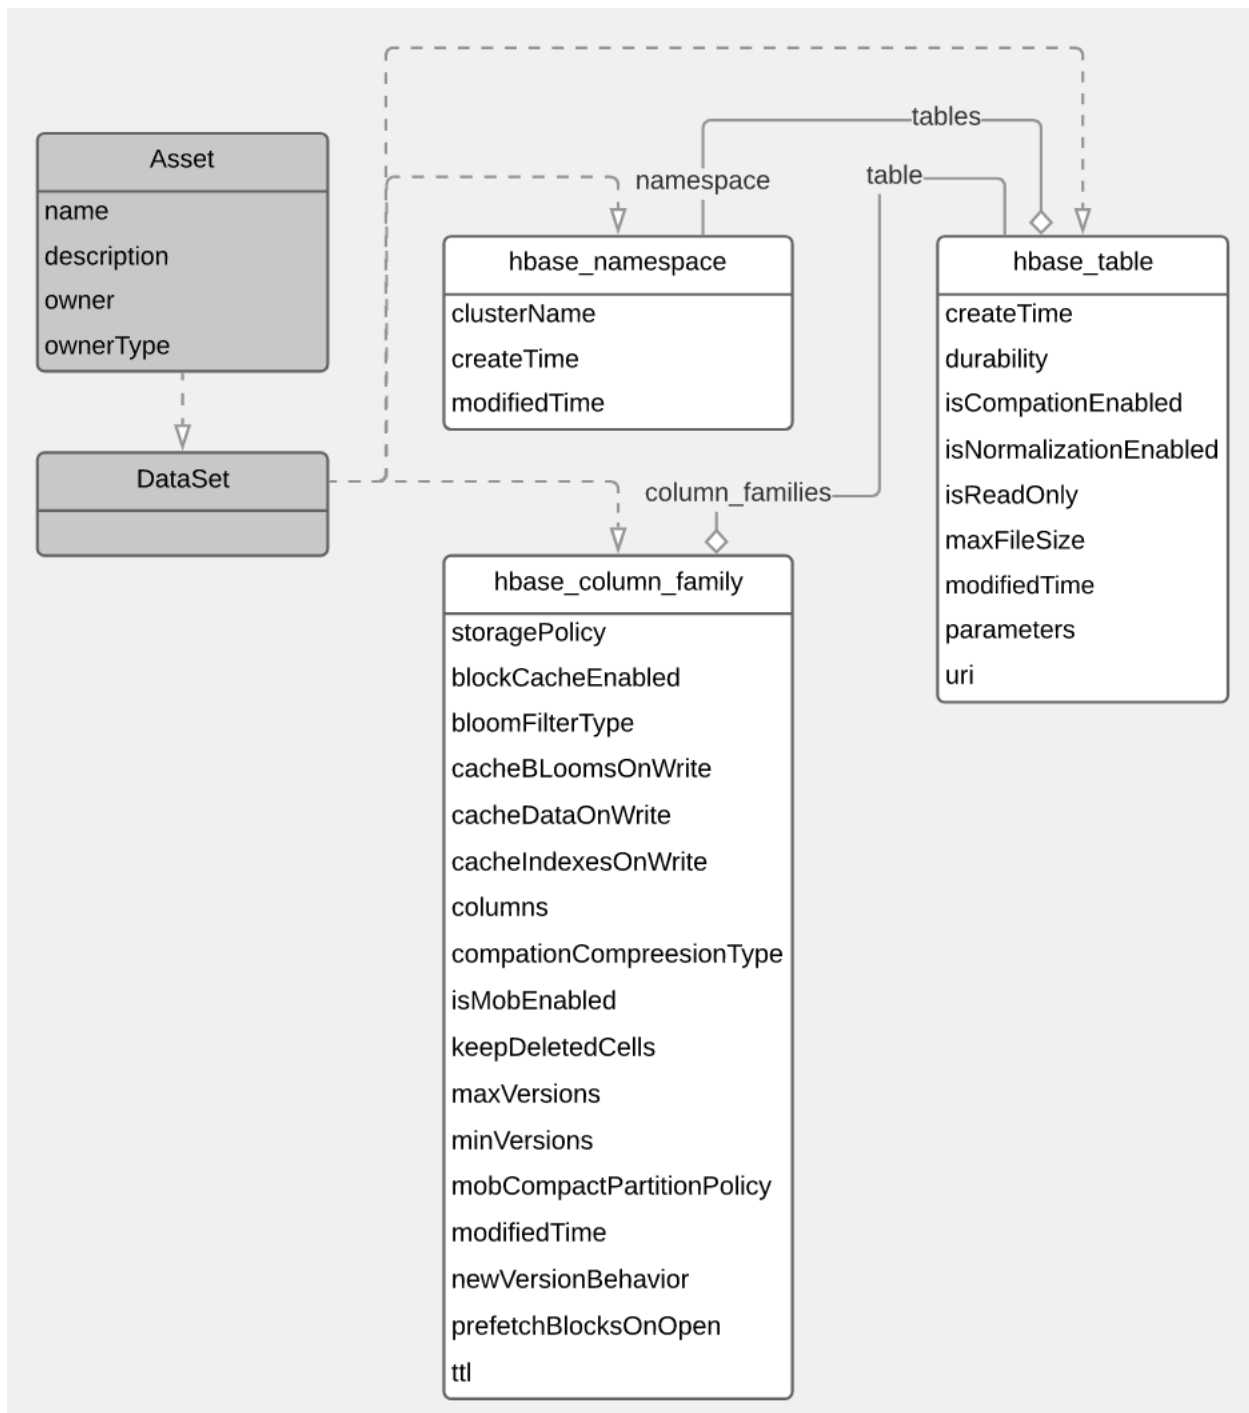 tables
namespace
table
Asset
name
description
owner
ownerType
DataSet
hbase_namespace
clusterName
createTime
modifiedTime
hbase_table
createTime
durability
isCompationEnabled
isNormalizationEnabled
isReadOnly
maxFileSize
modifiedTime
parameters
uri
column_families
hbase_column_family
storagePolicy
blockCacheEnabled
bloomFilterType
cacheBLoomsOnWrite
cacheDataOnWrite
cacheIndexesOnWrite
columns
compationCompreesionType
isMobEnabled
keepDeletedCells
maxVersions
minVersions
mobCompactPartitionPolicy
modifiedTime
newVersionBehavior
prefetchBlocksOnOpen
ttl